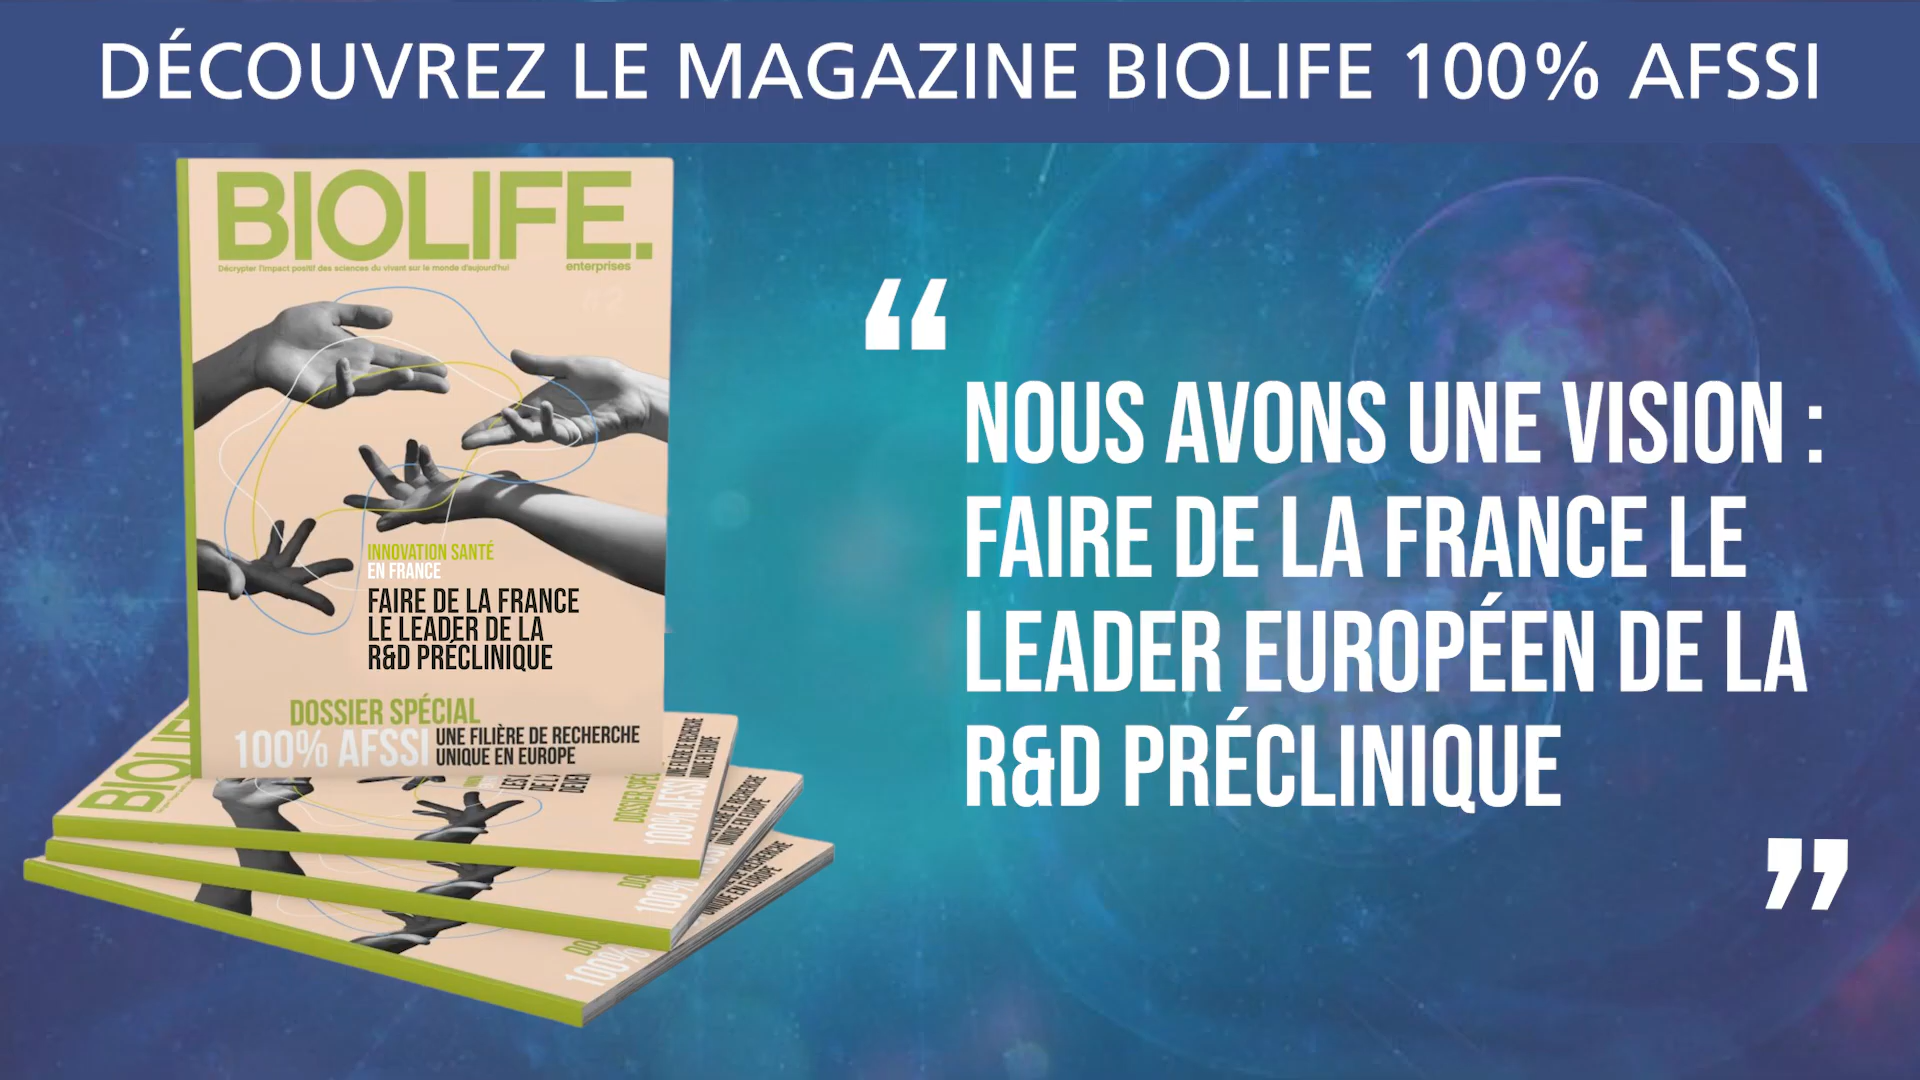 DÉCOUVREZ LE MAGAZINE BIOLIFE 100% AFSSI
BIOLIFE.
Décrypter l'impact positif des sciences du vivant sur le monde d'aujourd'hui
enterprises
#2
INNOVATION SANTÉ
EN FRANCE
FAIRE DE LA FRANCE
LE LEADER DE LA
R&D PRÉCLINIQUE
DOSSIER SPÉCIAL
100% AFSSI
UNE FILIÈRE DE RECHERCHE
UNIQUE EN EUROPE
“
NOUS AVONS UNE VISION :
FAIRE DE LA FRANCE LE
LEADER EUROPÉEN DE LA
R&D PRÉCLINIQUE
”